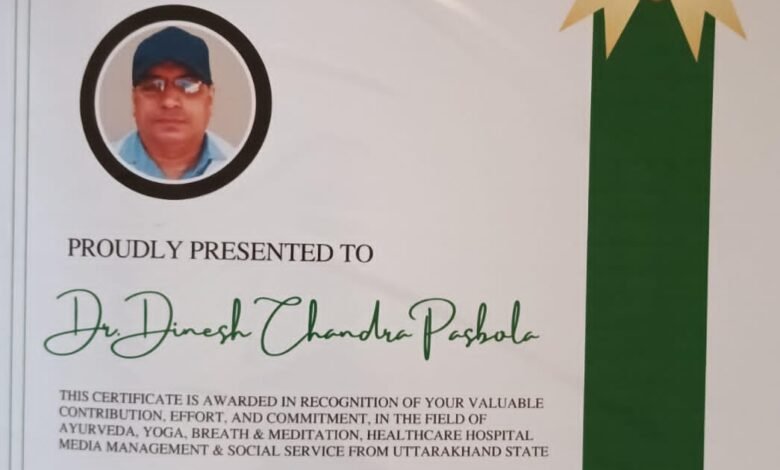 PROUDLY PRESENTED TO
Dr. Dinesh Chandra Pasbola
THIS CERTIFICATE IS AWARDED IN RECOGNITION OF YOUR VALUABLE
CONTRIBUTION, EFFORT, AND COMMITMENT, IN THE FIELD OF
AYURVEDA, YOGA, BREATH & MEDITATION, HEALTHCARE HOSPITAL
MEDIA MANAGEMENT & SOCIAL SERVICE FROM UTTARAKHAND STATE